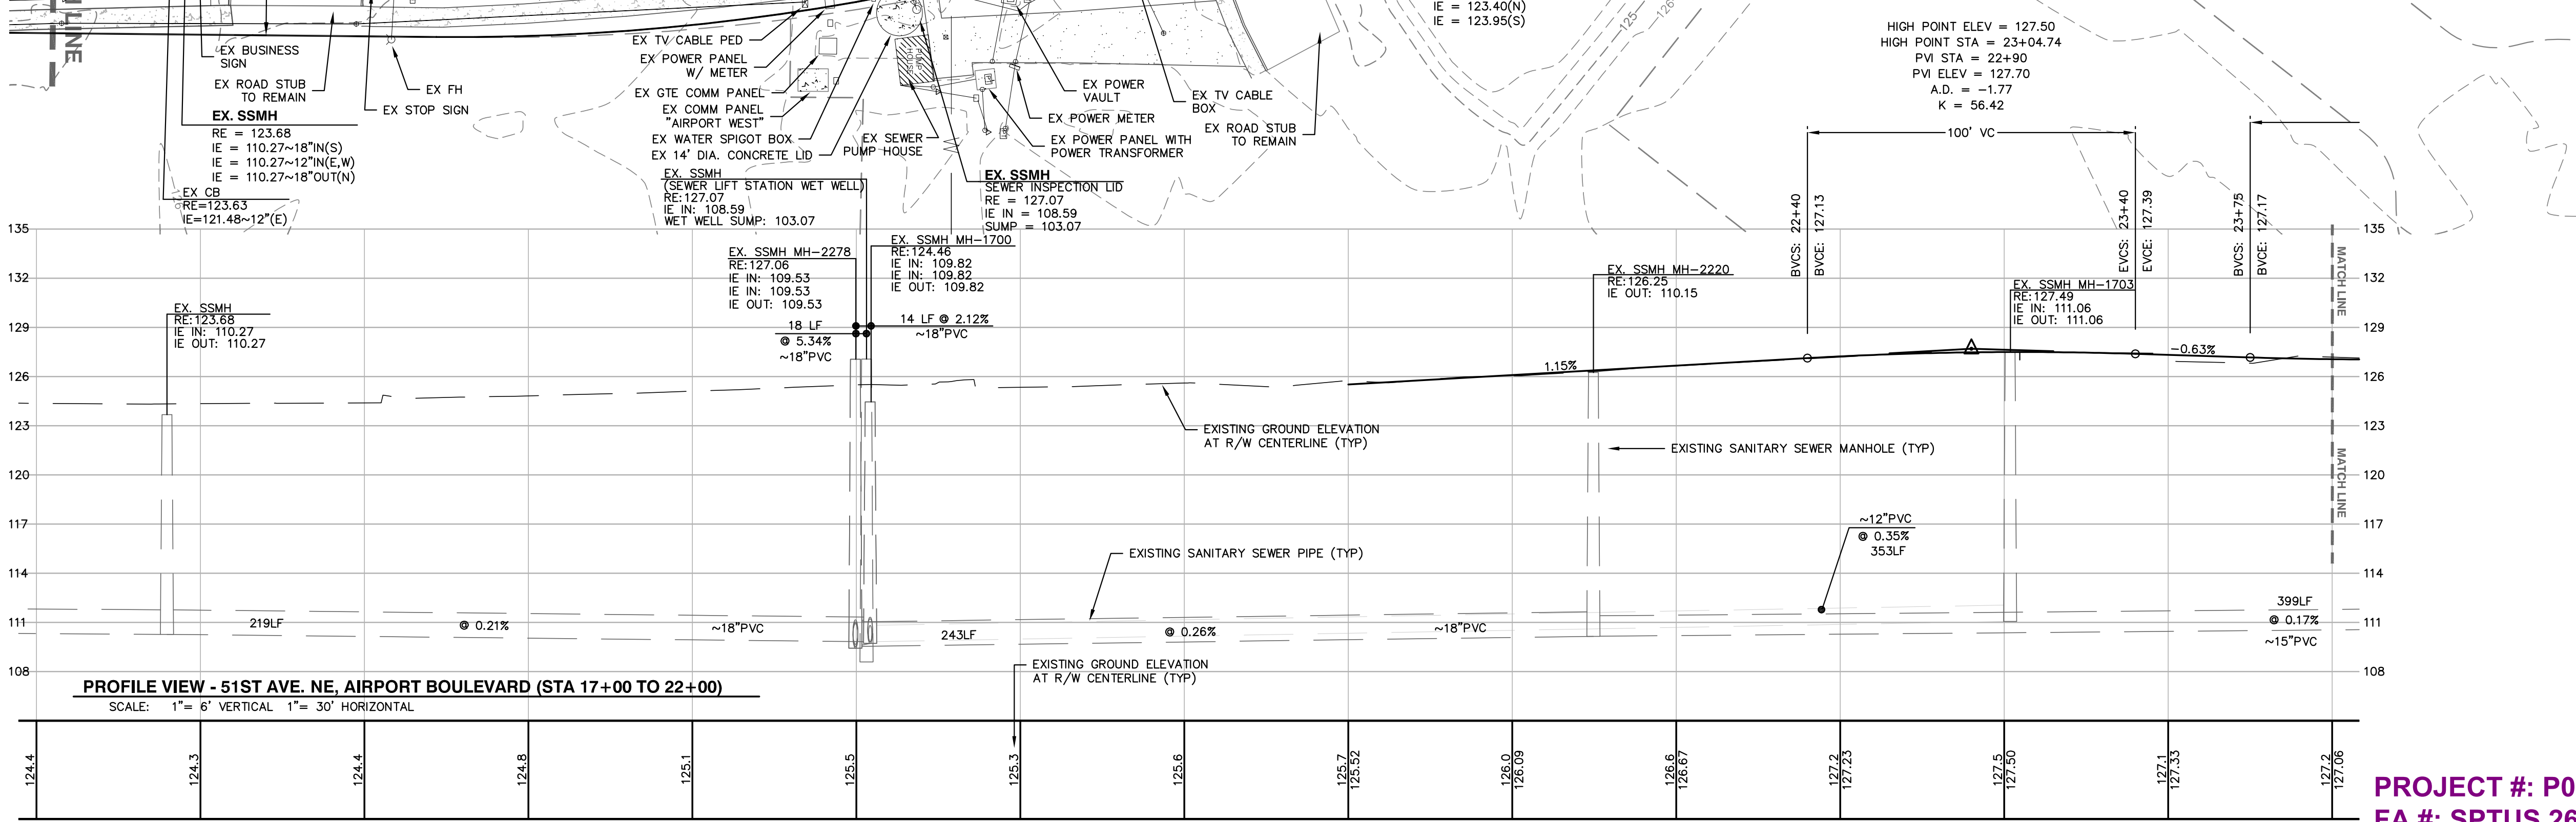 LINE
EX BUSINESS
SIGN
EX ROAD STUB
TO REMAIN
EX FH
EX STOP SIGN
EX. SSMH
RE = 123.68
IE = 110.27~18"IN(S)
IE = 110.27~12"IN(E,W)
IE = 110.27~18"OUT(N)
EX CB
RE=123.63
IE=121.48~12"(E)
EX TV CABLE PED
EX POWER PANEL
W/ METER
EX GTE COMM PANEL
EX COMM PANEL
"AIRPORT WEST"
EX WATER SPIGOT BOX
EX 14' DIA. CONCRETE LID
PUMP
HOUSE
EX SEWER
PUMP HOUSE
EX POWER
VAULT
EX POWER METER
EX POWER PANEL WITH
POWER TRANSFORMER
EX TV CABLE
BOX
EX ROAD STUB
TO REMAIN
IE = 123.40(N)
IE = 123.95(S)
125
126
HIGH POINT ELEV = 127.50
HIGH POINT STA = 23+04.74
PVI STA = 22+90
PVI ELEV = 127.70
A.D. = -1.77
K = 56.42
100' VC
BVCS: 22+40
BVCE: 127.13
EVCS: 23+40
EVCE: 127.39
BVCS: 23+75
BVCE: 127.17
EX. SSMH
(SEWER LIFT STATION WET WELL)
RE:127.07
IE IN: 108.59
WET WELL SUMP: 103.07
EX. SSMH
SEWER INSPECTION LID
RE = 127.07
IE IN = 108.59
SUMP = 103.07
EX. SSMH MH-2278
RE:127.06
IE IN: 109.53
IE IN: 109.53
IE OUT: 109.53
EX. SSMH MH-1700
RE:124.46
IE IN: 109.82
IE IN: 109.82
IE OUT: 109.82
EX. SSMH MH-2220
RE:126.25
IE OUT: 110.15
EX. SSMH MH-1703
RE:127.49
IE IN: 111.06
IE OUT: 111.06
EX. SSMH
RE:123.68
IE IN: 110.27
IE OUT: 110.27
18 LF
@ 5.34%
~18"PVC
14 LF @ 2.12%
~18"PVC
1.15%
-0.63%
135
132
129
126
123
120
117
114
111
108
135
132
129
126
123
120
117
114
111
108
MATCH LINE
MATCH LINE
EXISTING GROUND ELEVATION
AT R/W CENTERLINE (TYP)
EXISTING SANITARY SEWER MANHOLE (TYP)
~12"PVC
@ 0.35%
353LF
EXISTING SANITARY SEWER PIPE (TYP)
219LF
@ 0.21%
~18"PVC
243LF
@ 0.26%
~18"PVC
399LF
@ 0.17%
~15"PVC
EXISTING GROUND ELEVATION
AT R/W CENTERLINE (TYP)
PROFILE VIEW - 51ST AVE. NE, AIRPORT BOULEVARD (STA 17+00 TO 22+00)
SCALE: 1"= 6' VERTICAL 1"= 30' HORIZONTAL
124.4
124.3
124.4
124.8
125.1
125.5
125.3
125.6
125.7
125.52
126.0
126.09
126.6
126.67
127.2
127.23
127.5
127.50
127.1
127.33
127.2
127.06
PROJECT #: P0
EA #: SPTUS 26